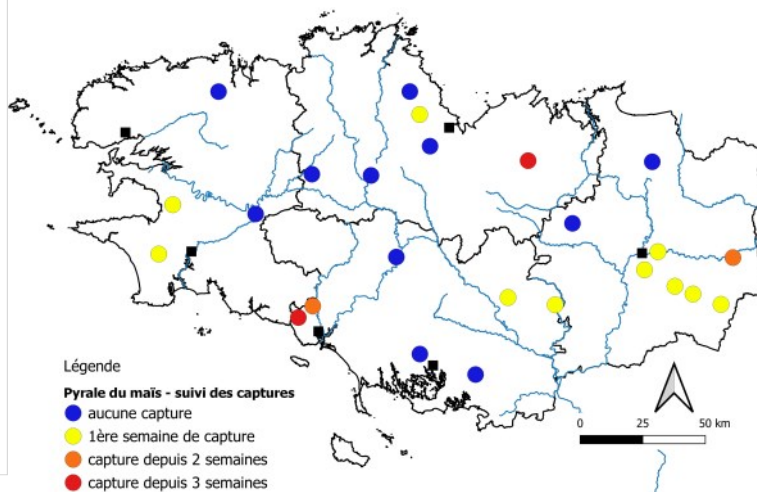 Légende
Pyrale du maïs - suivi des captures
aucune capture
1ère semaine de capture
capture depuis 2 semaines
capture depuis 3 semaines
0 25 50 km